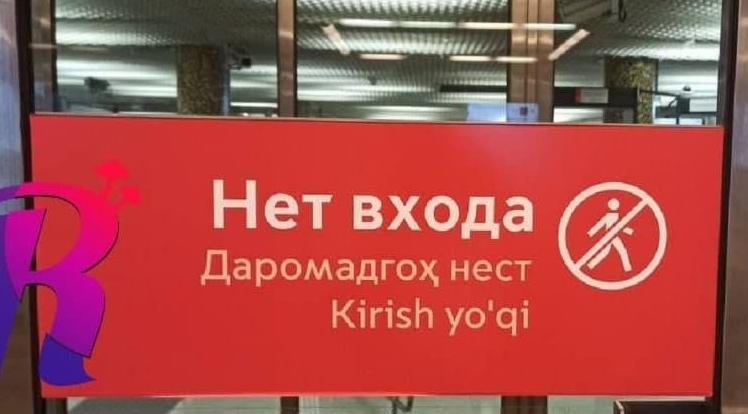 Нет входа
Даромадгоҳ нест
Kirish yo'qi